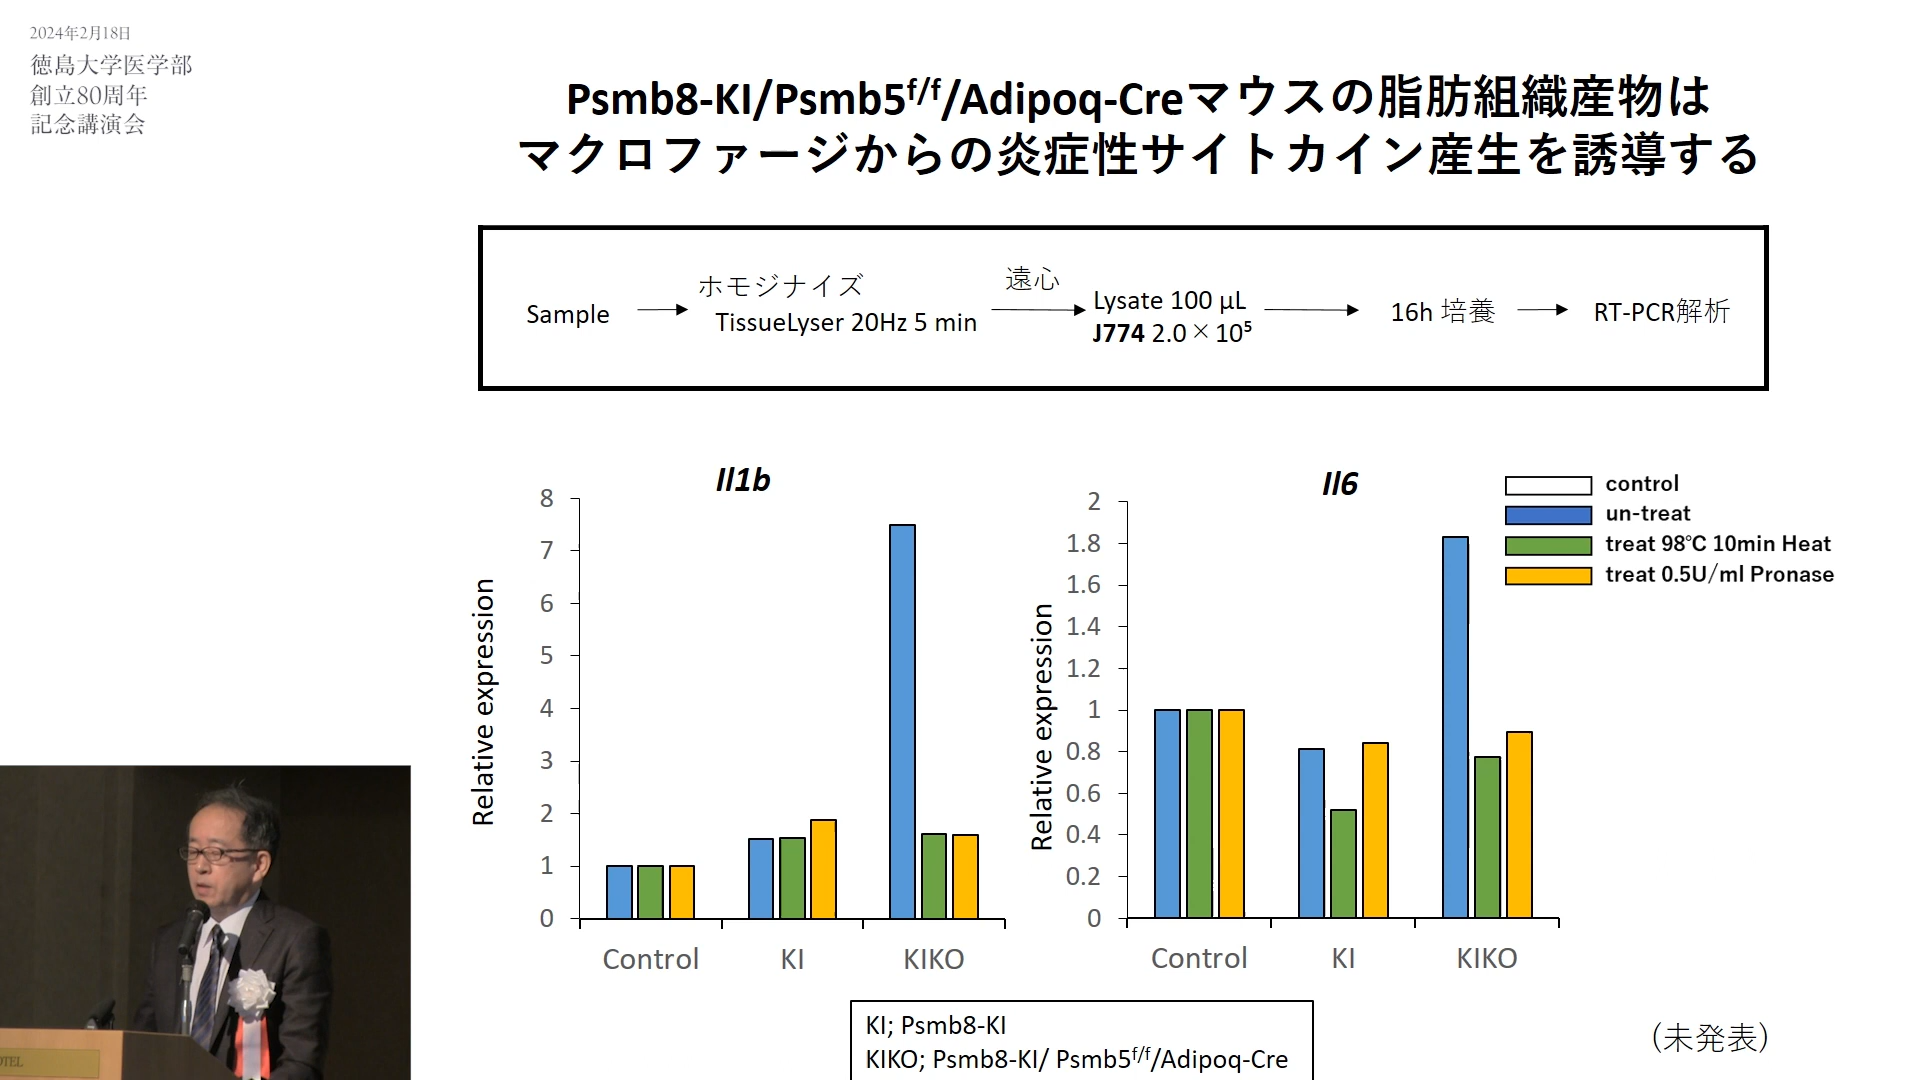 2024年2月18日
徳島大学医学部
創立80周年
記念講演会
Psmb8-KI/Psmb5f/f/Adipoq-Creマウスの脂肪組織産物は
マクロファージからの炎症性サイトカイン産生を誘導する
Sample
ホモジナイズ
TissueLyser 20Hz 5 min
遠心
Lysate 100 µL
J774 2.0×10⁵
16h 培養
RT-PCR解析
Il1b
Relative expression
8
7
6
5
4
3
2
1
0
Control KI KIKO
Il6
Relative expression
2
1.8
1.6
1.4
1.2
1
0.8
0.6
0.4
0.2
0
Control KI KIKO
control
un-treat
treat 98℃ 10min Heat
treat 0.5U/ml Pronase
KI; Psmb8-KI
KIKO; Psmb8-KI/ Psmb5f/f/Adipoq-Cre
(未発表)